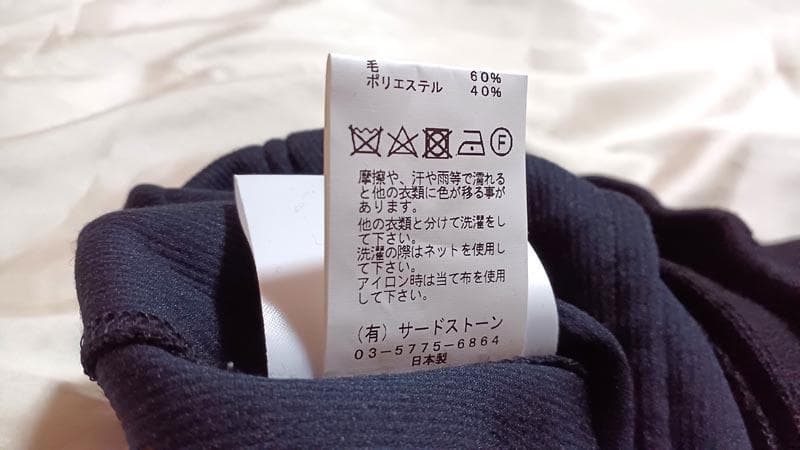 毛 60%
ポリエステル 40%
F
摩擦や、汗や雨等で濡れる
と他の衣類に色が移る事が
あります。
他の衣類と分けて洗濯をし
て下さい。
洗濯の際はネットを使用し
て下さい。
アイロン時は当て布を使用
して下さい。
(有) サードストーン
03-5775-6864
日本製